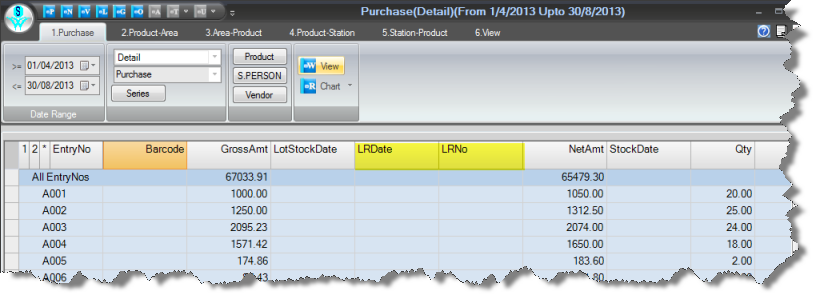 Purchase(Detail)(From 1/4/2013 Upto 30/8/2013)
1.Purchase 2.Product-Area 3.Area-Product 4.Product-Station 5.Station-Product 6.View
>= 01/04/2013 Detail Product View
<= 30/08/2013 Purchase S.PERSON Chart
Series Vendor
Date Range
1 2 * EntryNo Barcode GrossAmt LotStockDate LRDate LRNo NetAmt StockDate Qty
All EntryNos 67033.91 65479.30
A001 1000.00 1050.00 20.00
A002 1250.00 1312.50 25.00
A003 2095.23 2074.00 24.00
A004 1571.42 1650.00 18.00
A005 174.86 183.60 2.00
A006